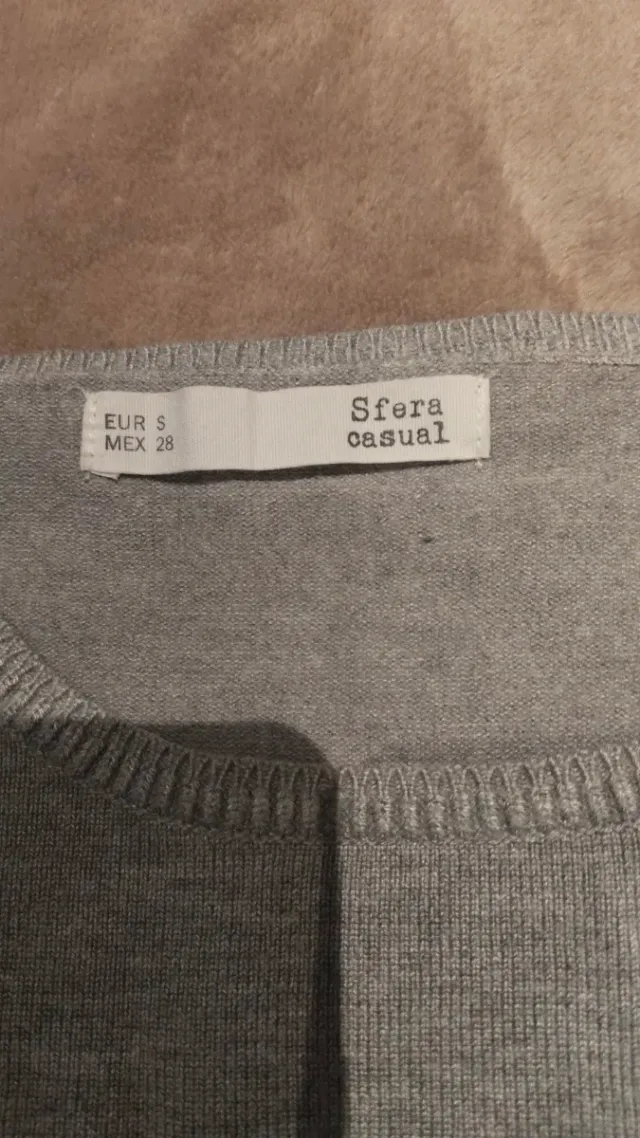 EUR S
MEX 28
Sfera
casual